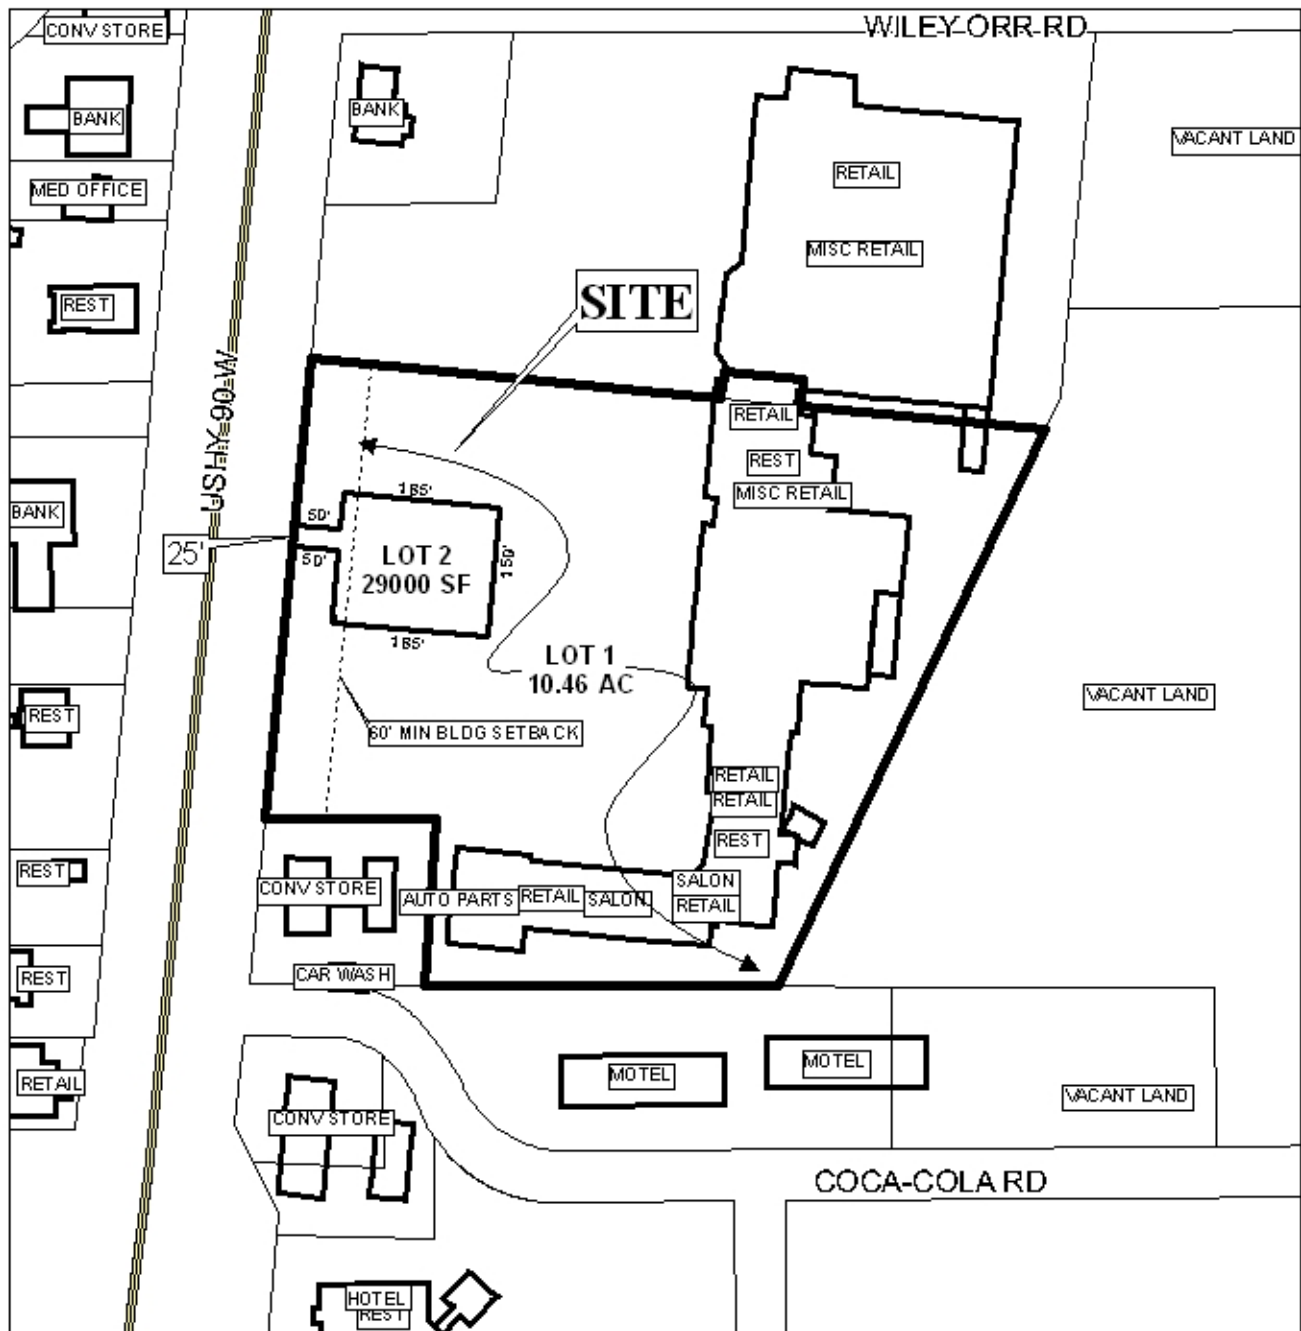 WILEY ORR RD
CONV STORE
BANK
BANK
VACANT LAND
RETAIL
MED OFFICE
MISC RETAIL
REST
SITE
USHY 90 W
RETAIL
REST
185'
MISC RETAIL
BANK
50'
25'
50'
LOT 2
29000 SF
150'
185'
LOT 1
10.46 AC
VACANT LAND
REST
60' MIN BLDG SETBACK
RETAIL
RETAIL
REST
REST
CONV STORE
SALON
AUTO PARTS
RETAIL
SALON
RETAIL
REST
CAR WASH
RETAIL
MOTEL
MOTEL
VACANT LAND
CONV STORE
COCA-COLA RD
HOTEL
REST